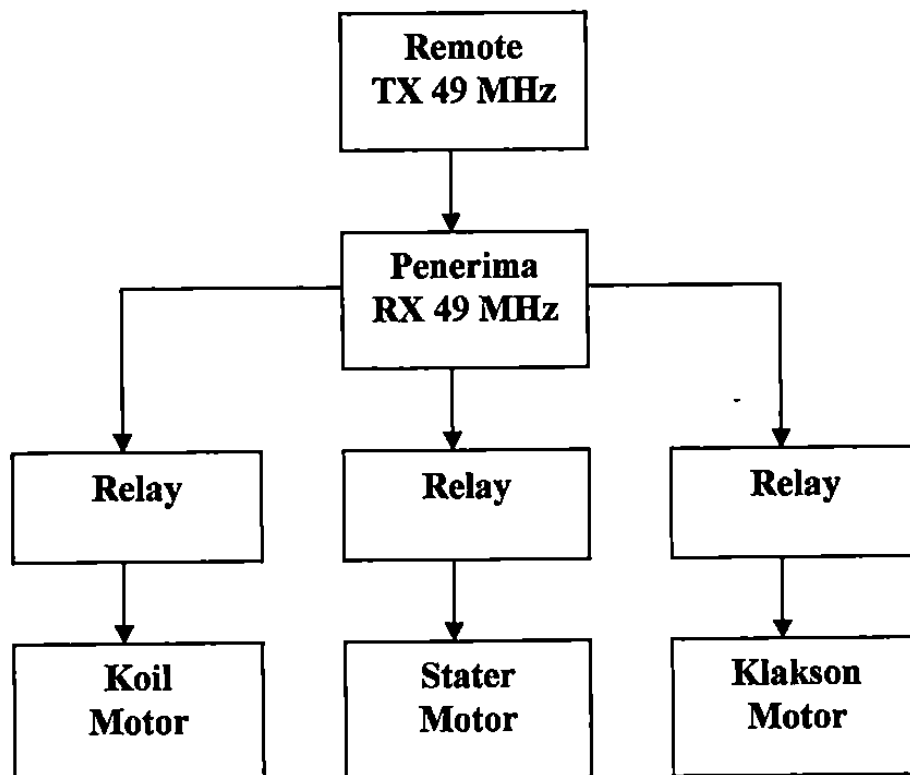 Remote
TX 49 MHz
Penerima
RX 49 MHz
Relay
Relay
Relay
Koil
Motor
Stater
Motor
Klakson
Motor